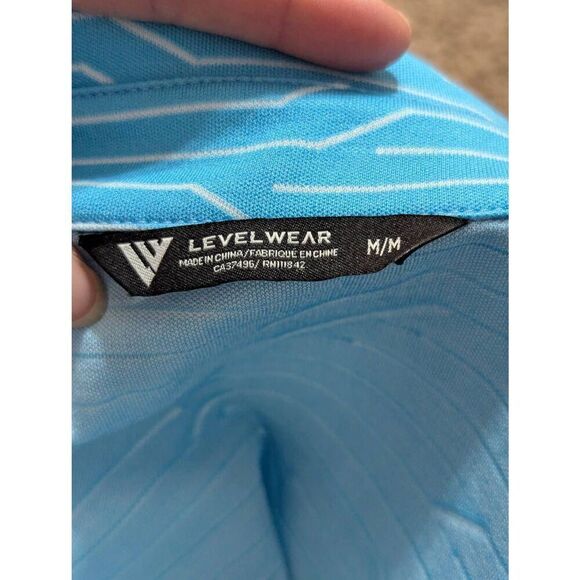 LEVELWEAR
MADE IN CHINA/FABRIQUE EN CHINE
CA37496/ RN111842
M/M